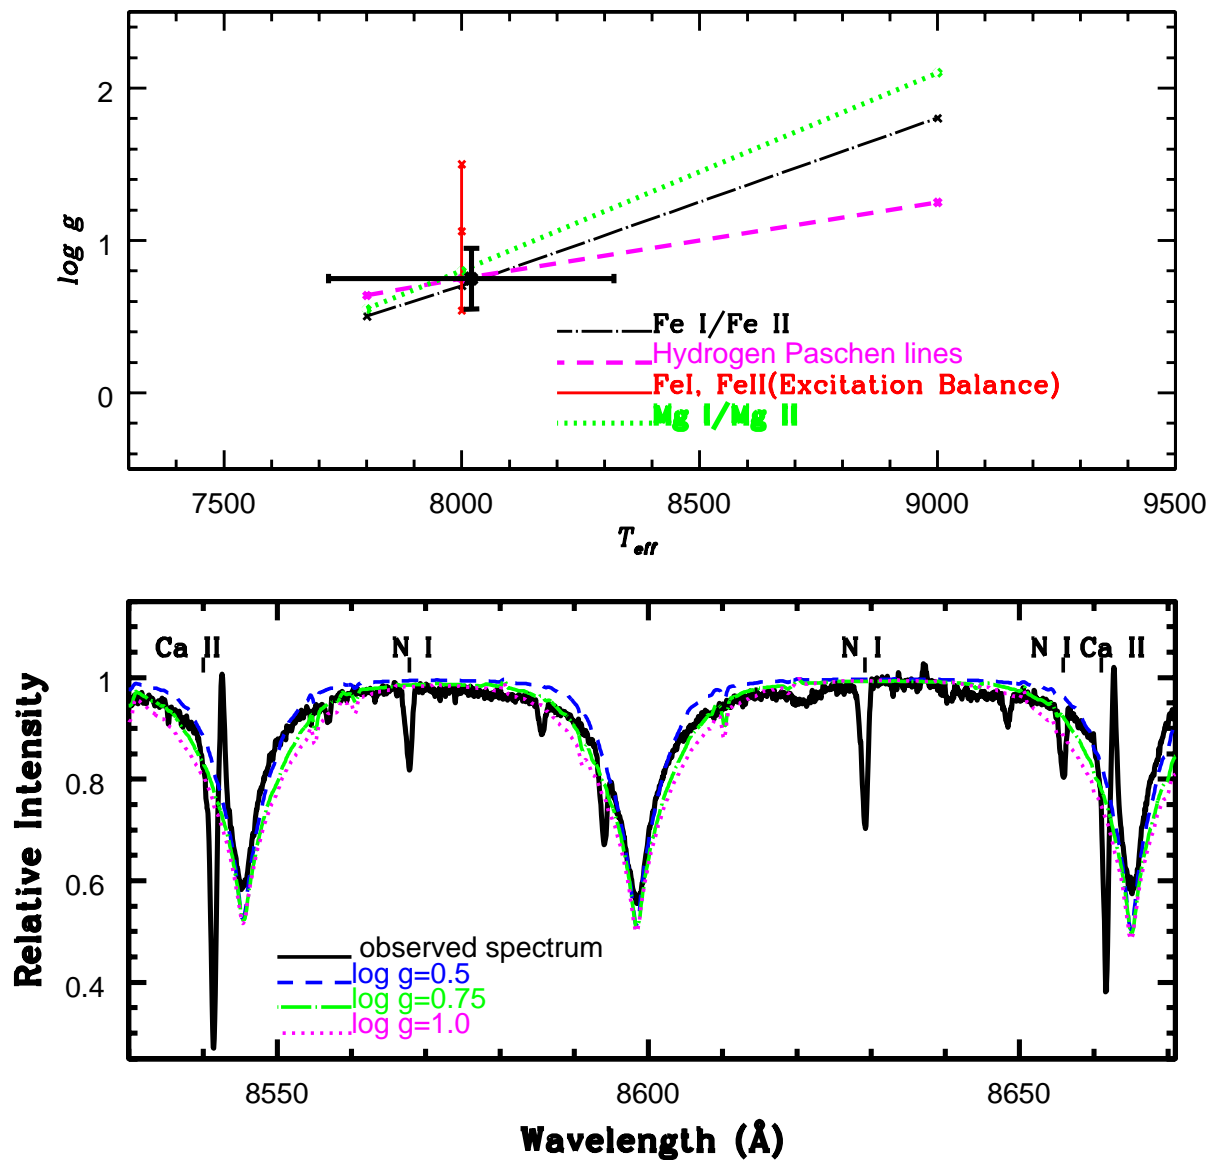 2
1
0
log g
Fe I/Fe II
Hydrogen Paschen lines
FeI, FeII(Excitation Balance)
Mg I/Mg II
7500 8000 8500 9000 9500
T eff
Ca II N I N I N I Ca II
1
0.8
0.6
0.4
Relative Intensity
observed spectrum
log g=0.5
log g=0.75
log g=1.0
8550 8600 8650
Wavelength (Å)